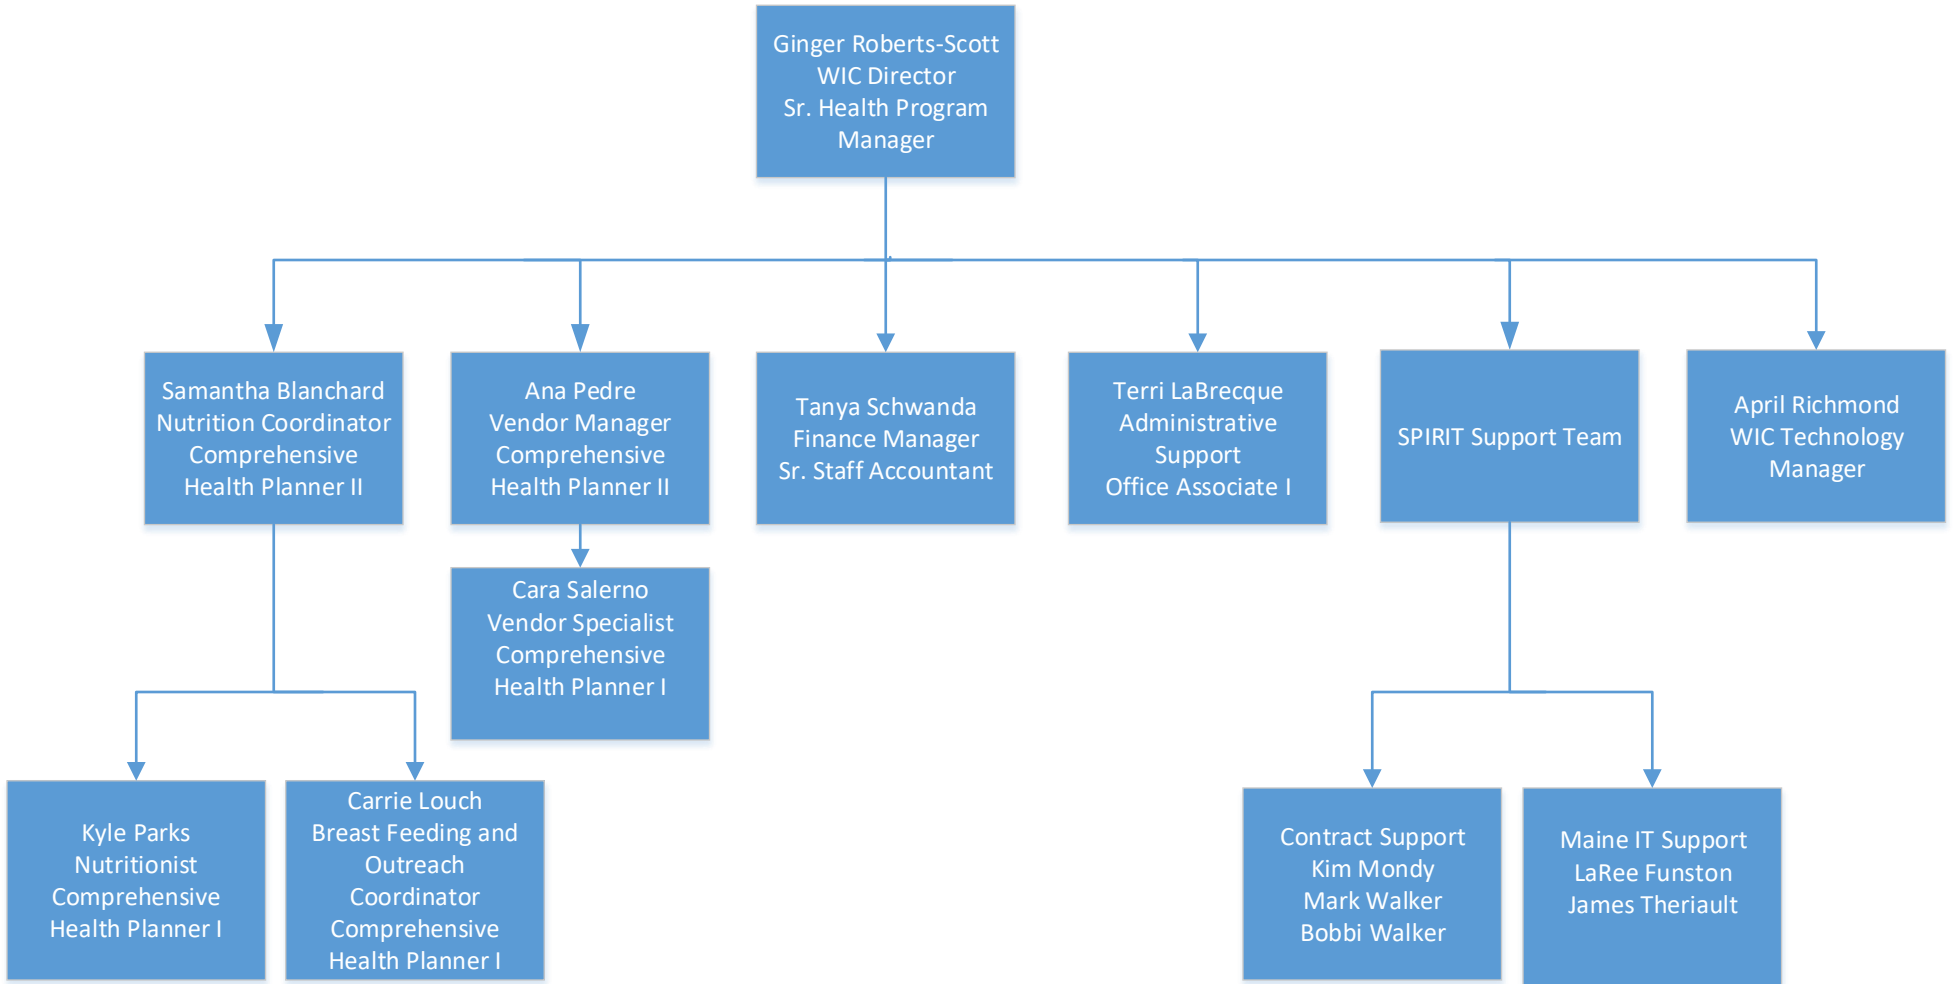 Ginger Roberts-Scott
WIC Director
Sr. Health Program
Manager
Samantha Blanchard
Nutrition Coordinator
Comprehensive
Health Planner II
Ana Pedre
Vendor Manager
Comprehensive
Health Planner II
Tanya Schwanda
Finance Manager
Sr. Staff Accountant
Terri LaBrecque
Administrative
Support
Office Associate I
SPIRIT Support Team
April Richmond
WIC Technology
Manager
Cara Salerno
Vendor Specialist
Comprehensive
Health Planner I
Kyle Parks
Nutritionist
Comprehensive
Health Planner I
Carrie Louch
Breast Feeding and
Outreach
Coordinator
Comprehensive
Health Planner I
Contract Support
Kim Mondy
Mark Walker
Bobbi Walker
Maine IT Support
LaRee Funston
James Theriault